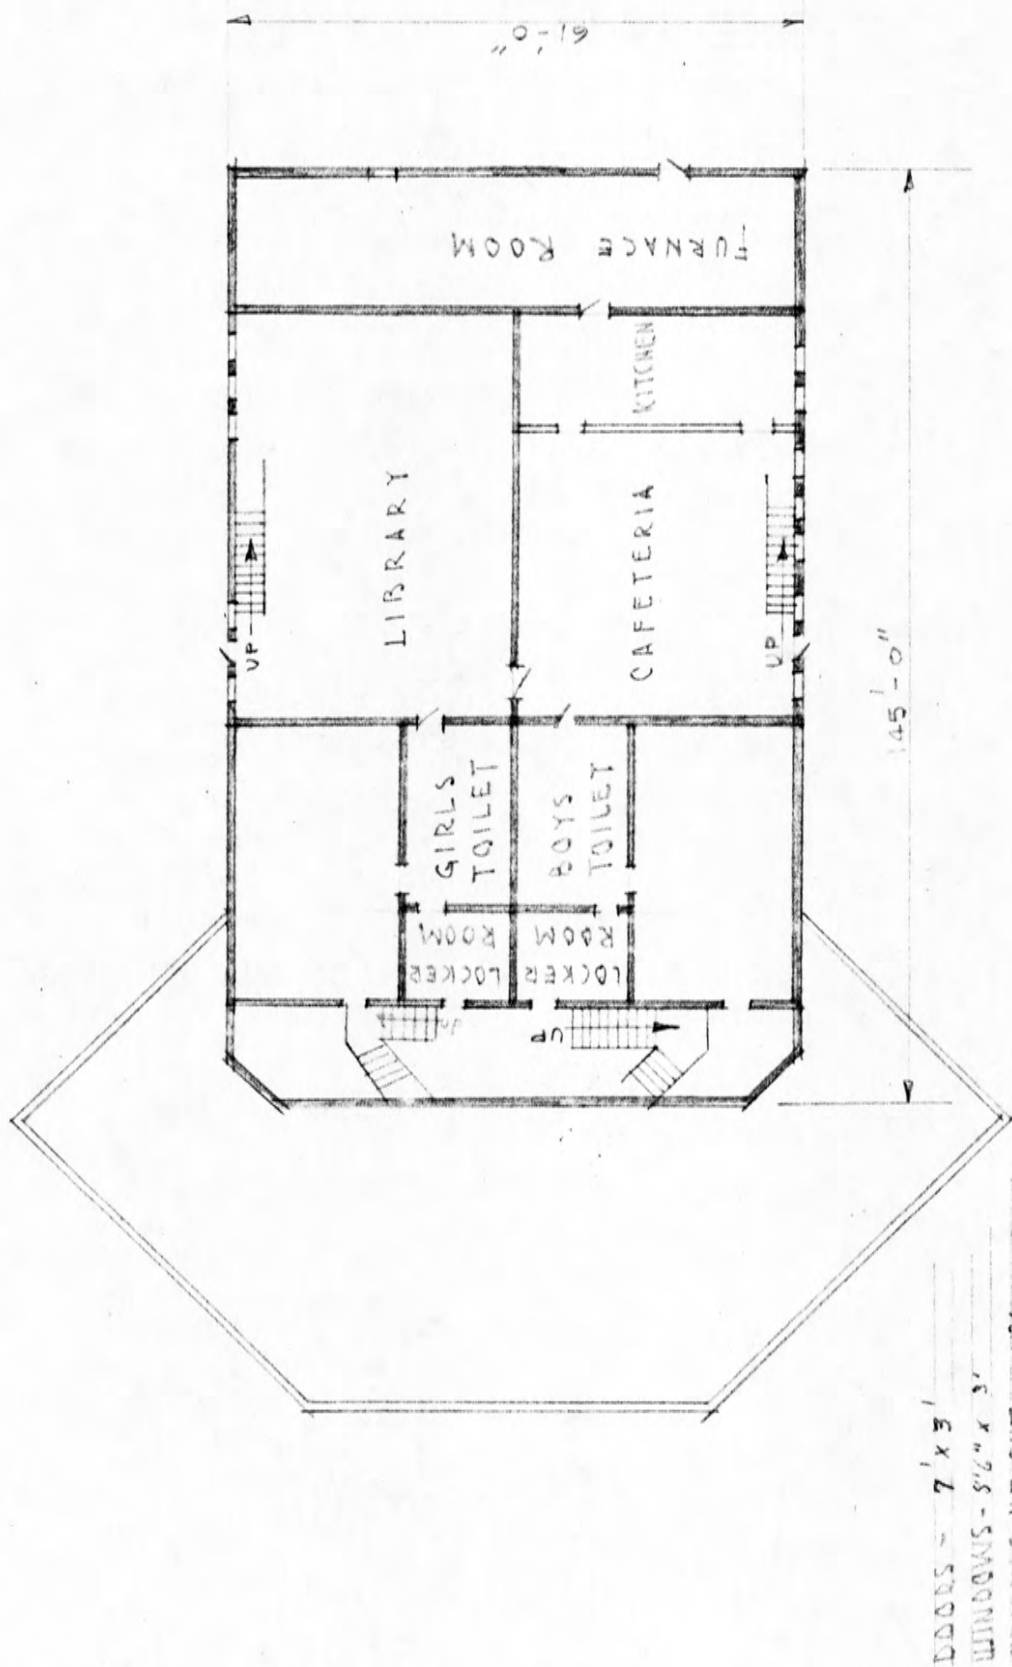 61'-0"
FURNACE ROOM
KITCHEN
LIBRARY
CAFETERIA
UP
UP
145'-0"
GIRLS
TOILET
BOYS
TOILET
LOCKER
ROOM
LOCKER
ROOM
UP
UP
DOORS - 7' x 3'
WINDOWS - 5'6" x 3'